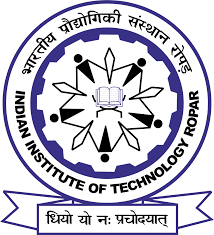 भारतीय प्रौद्योगिकी संस्थान रोपड़
INDIAN INSTITUTE OF TECHNOLOGY ROPAR
धियो यो नः प्रचोदयात्